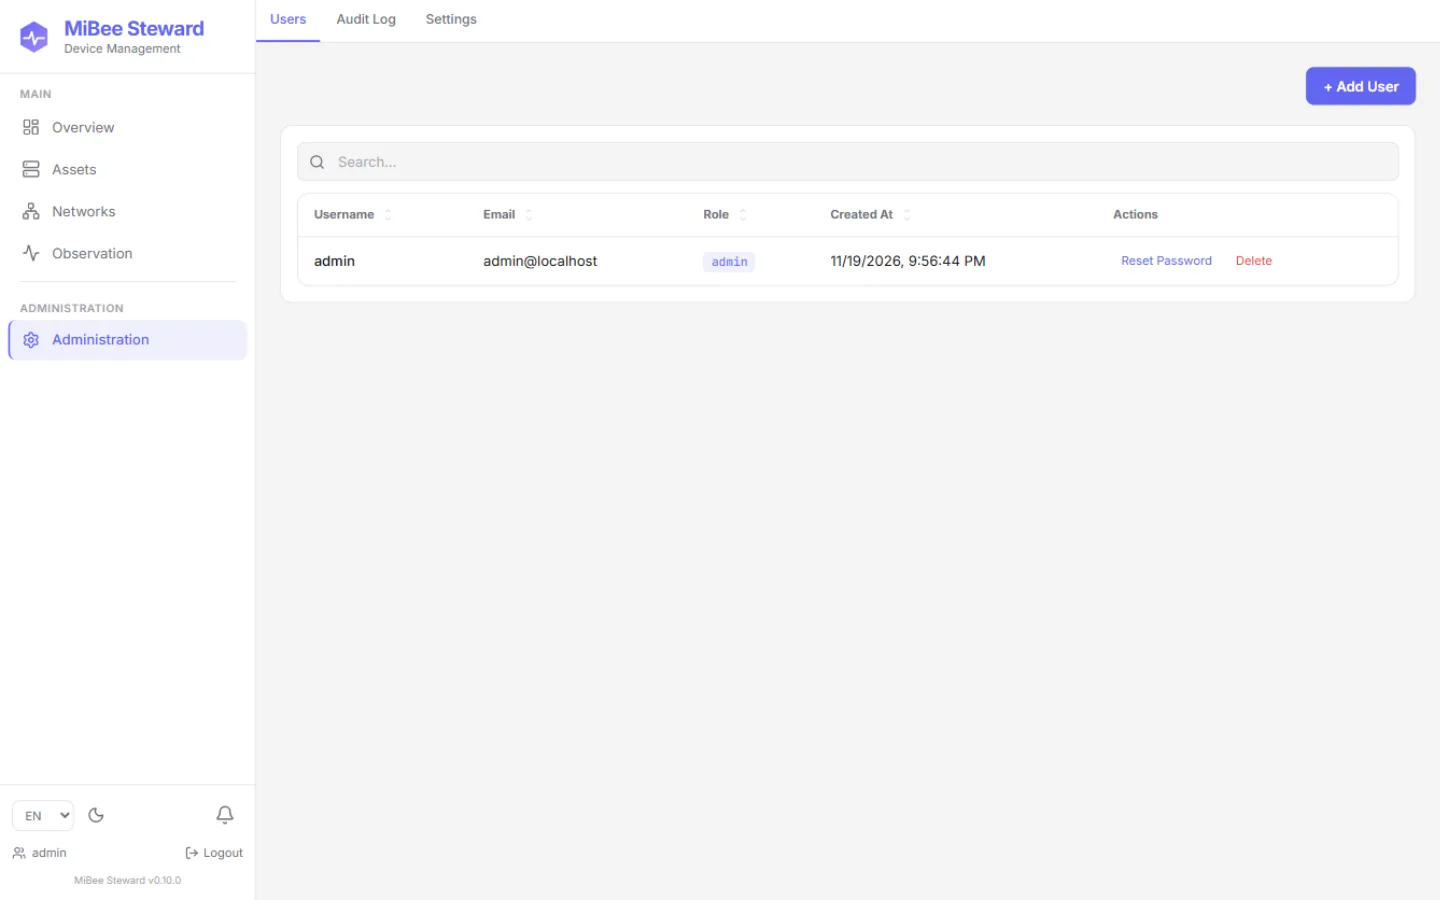 MiBee Steward
Device Management
MAIN
Overview
Assets
Networks
Observation
ADMINISTRATION
Administration
EN
admin
Logout
MiBee Steward v0.10.0
Users Audit Log Settings
+ Add User
Search...
Username Email Role Created At Actions
admin admin@localhost admin 11/19/2026, 9:56:44 PM Reset Password Delete